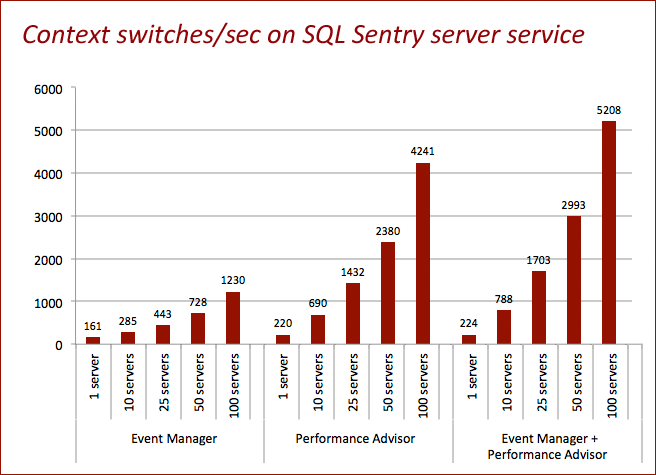 Context switches/sec on SQL Sentry server service
6000
5000
4000
3000
2000
1000
0
161
285
443
728
1230
220
690
1432
2380
4241
224
788
1703
2993
5208
1 server
10 servers
25 servers
50 servers
100 servers
1 server
10 servers
25 servers
50 servers
100 servers
1 server
10 servers
25 servers
50 servers
100 servers
Event Manager
Performance Advisor
Event Manager +
Performance Advisor